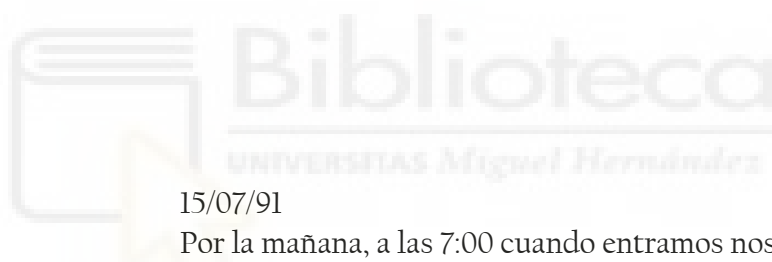 Biblioteca
UNIVERSITAS Miguel Hernández
15/07/91
Por la mañana, a las 7:00 cuando entramos nos